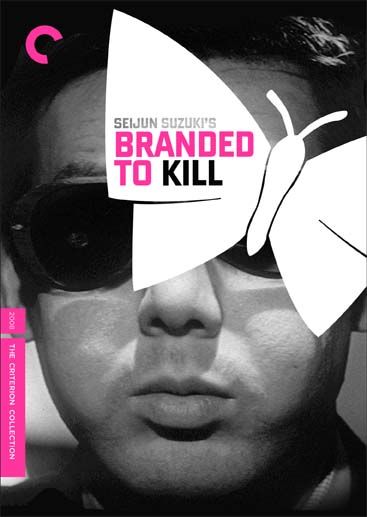 SEIJUN SUZUKI'S
BRANDED
TO KILL
2008
THE CRITERION COLLECTION